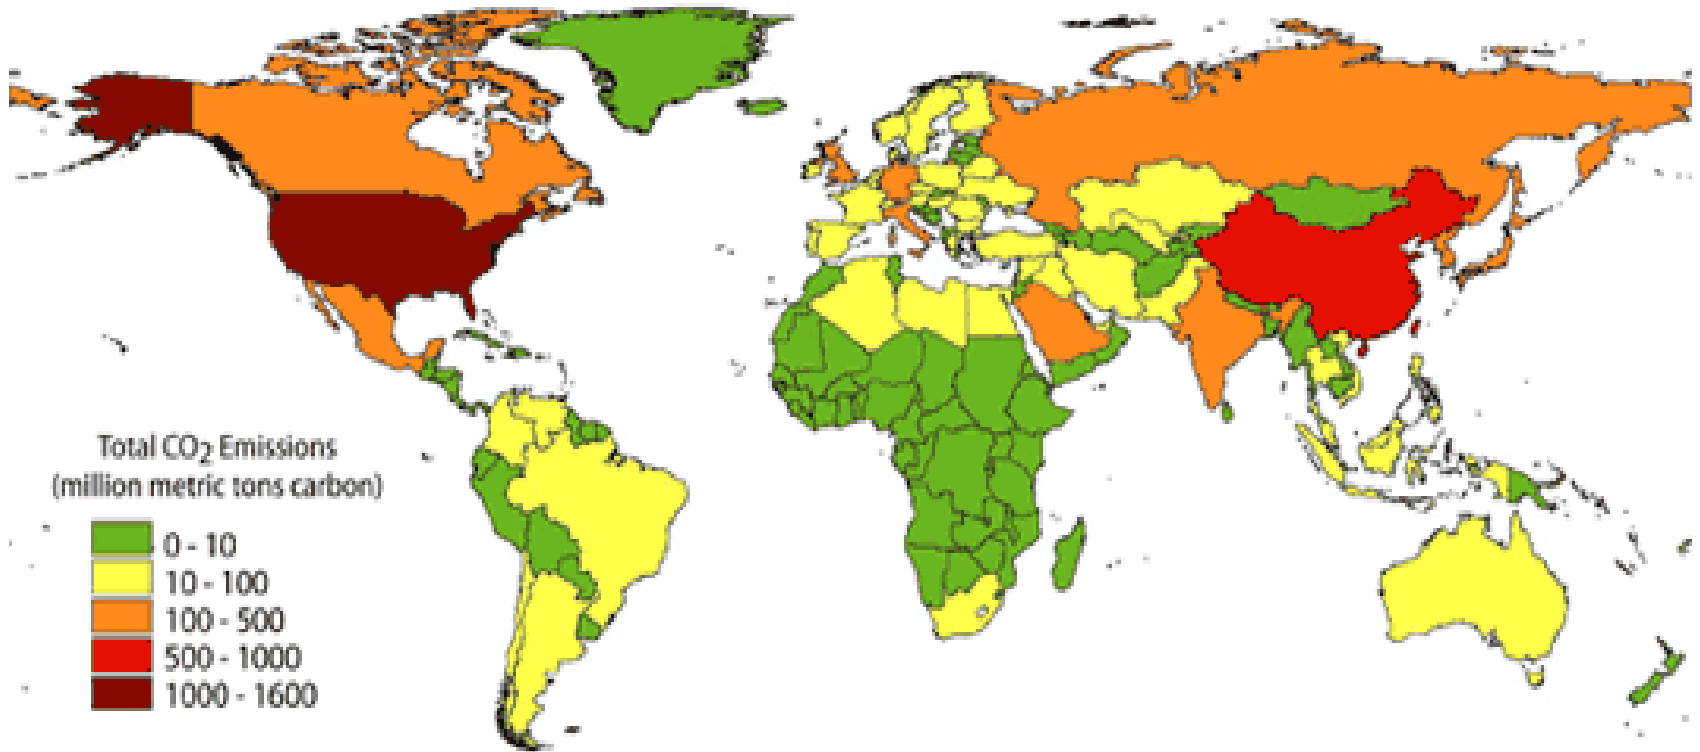 Total CO2 Emissions
(million metric tons carbon)
0 - 10
10 - 100
100 - 500
500 - 1000
1000 - 1600